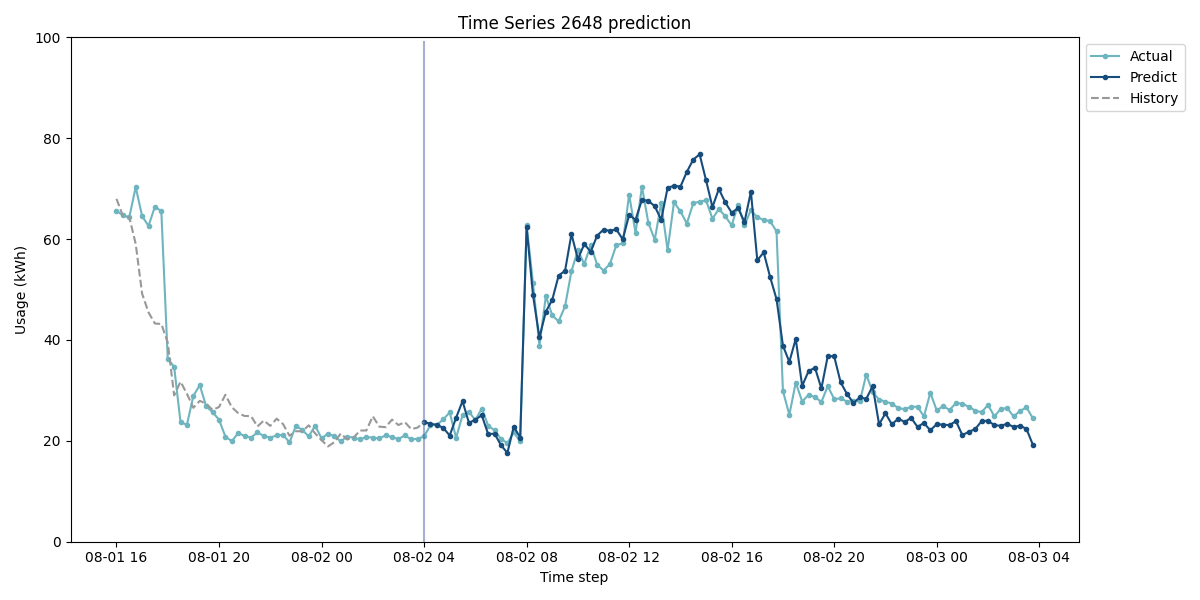 Time Series 2648 prediction
Actual
Predict
History
Usage (kWh)
100
80
60
40
20
0
08-01 16
08-01 20
08-02 00
08-02 04
08-02 08
08-02 12
08-02 16
08-02 20
08-03 00
08-03 04
Time step